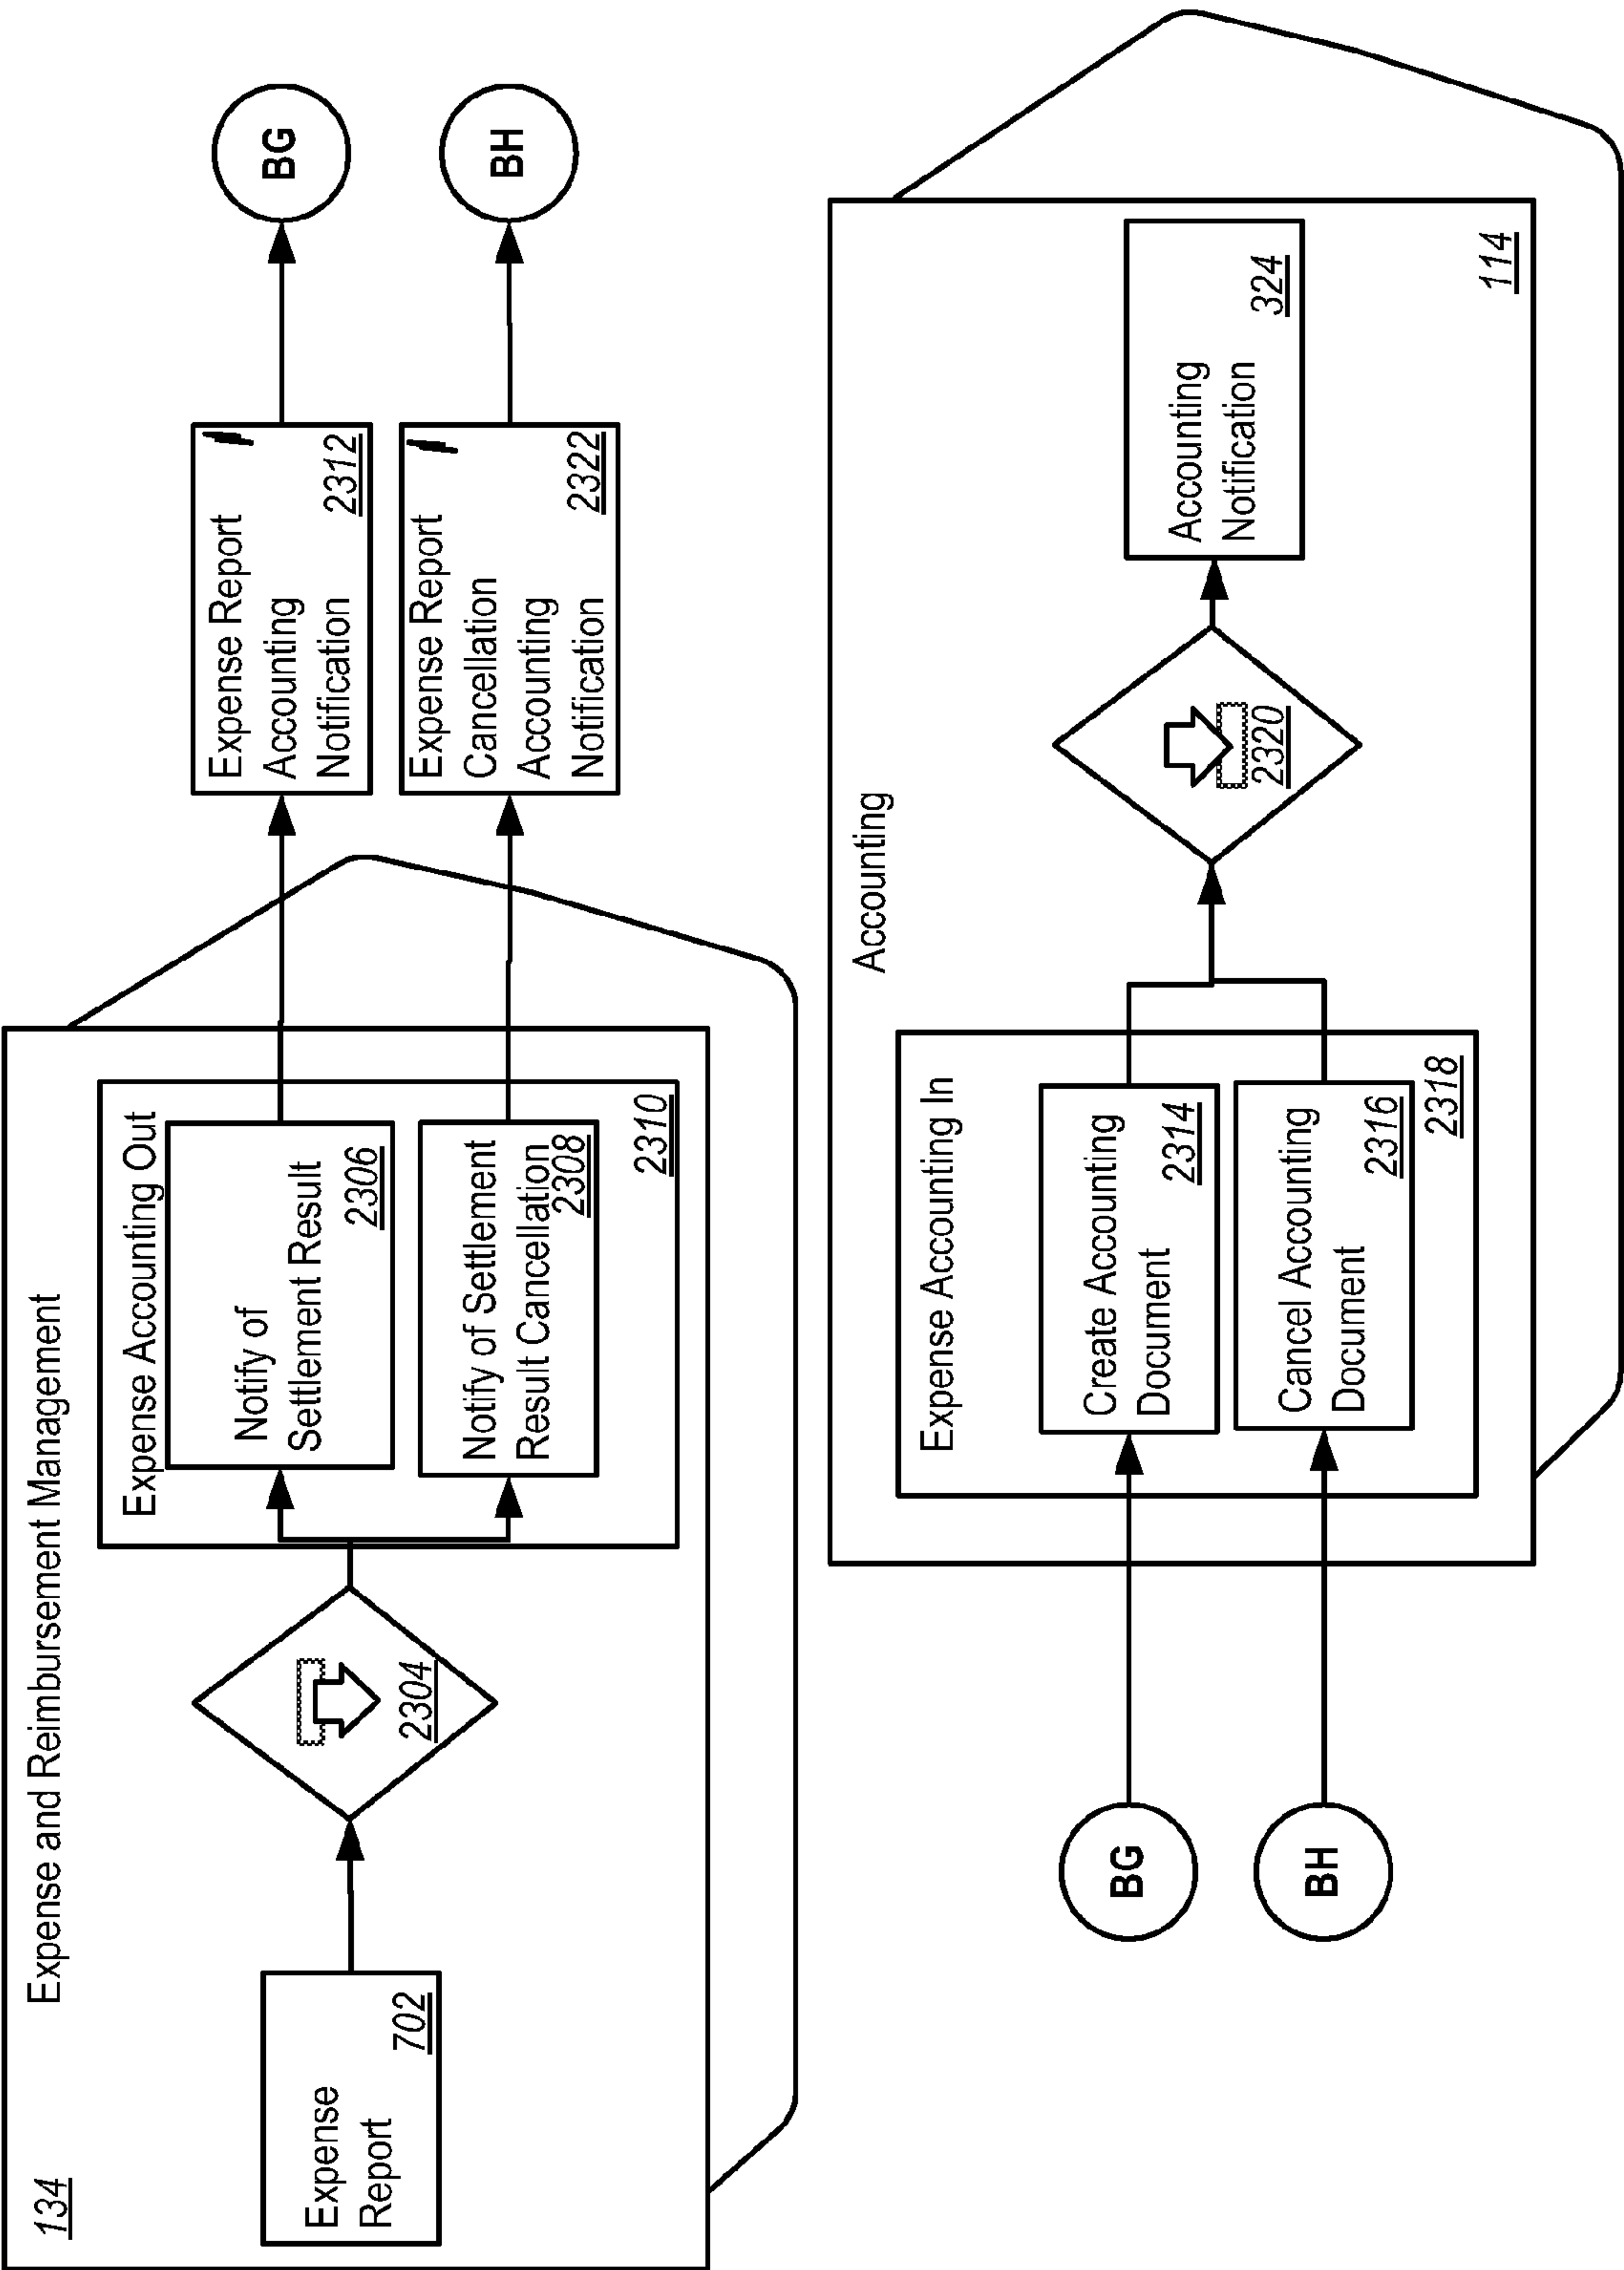 134
Expense and Reimbursement Management
Expense
Report
702
2304
Expense Accounting Out
Notify of
Settlement Result
2306
Notify of Settlement
Result Cancellation
2308
2310
Expense Report
Accounting
Notification
2312
Expense Report
Cancellation
Accounting
Notification
2322
BG
BH
Accounting
BG
BH
Expense Accounting In
Create Accounting
Document
2314
Cancel Accounting
Document
2316
2318
2320
Accounting
Notification
324
114